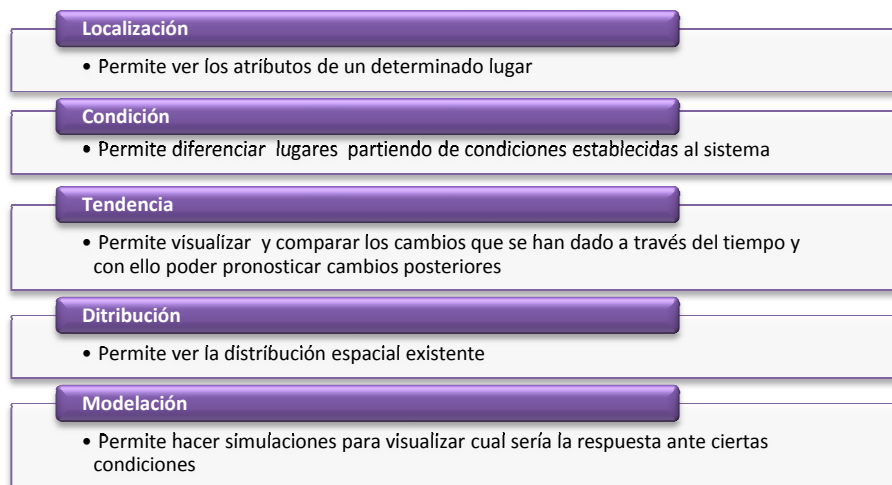 Localización
• Permite ver los atributos de un determinado lugar
Condición
• Permite diferenciar lugares partiendo de condiciones establecidas al sistema
Tendencia
• Permite visualizar y comparar los cambios que se han dado a través del tiempo y
con ello poder pronosticar cambios posteriores
Ditribución
• Permite ver la distribución espacial existente
Modelación
• Permite hacer simulaciones para visualizar cual sería la respuesta ante ciertas
condiciones